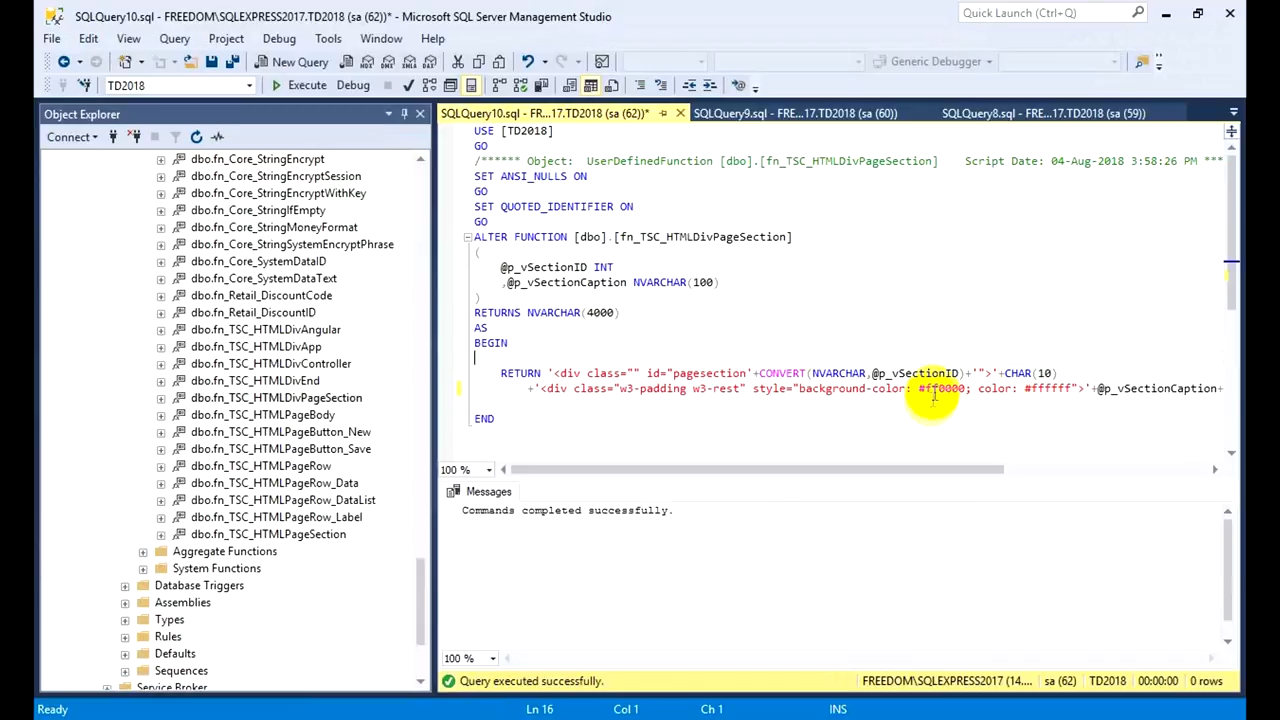 SQLQuery10.sql - FREEDOM\SQLEXPRESS2017.TD2018 (sa (62))* - Microsoft SQL Server Management Studio
Quick Launch (Ctrl+Q)
File Edit View Query Project Debug Tools Window Help
New Query
Generic Debugger
TD2018
Execute Debug
Object Explorer
SQLQuery10.sql - FR...17.TD2018 (sa (62))*
SQLQuery9.sql - FRE...17.TD2018 (sa (60))
SQLQuery8.sql - FRE...17.TD2018 (sa (59))
Connect
dbo.fn_Core_StringEncrypt
dbo.fn_Core_StringEncryptSession
dbo.fn_Core_StringEncryptWithKey
dbo.fn_Core_StringIfEmpty
dbo.fn_Core_StringMoneyFormat
dbo.fn_Core_StringSystemEncryptPhrase
dbo.fn_Core_SystemDataID
dbo.fn_Core_SystemDataText
dbo.fn_Retail_DiscountCode
dbo.fn_Retail_DiscountID
dbo.fn_TSC_HTMLDivAngular
dbo.fn_TSC_HTMLDivApp
dbo.fn_TSC_HTMLDivController
dbo.fn_TSC_HTMLDivEnd
dbo.fn_TSC_HTMLDivPageSection
dbo.fn_TSC_HTMLPageBody
dbo.fn_TSC_HTMLPageButton_New
dbo.fn_TSC_HTMLPageButton_Save
dbo.fn_TSC_HTMLPageRow
dbo.fn_TSC_HTMLPageRow_Data
dbo.fn_TSC_HTMLPageRow_DataList
dbo.fn_TSC_HTMLPageRow_Label
dbo.fn_TSC_HTMLPageSection
Aggregate Functions
System Functions
Database Triggers
Assemblies
Types
Rules
Defaults
Sequences
Service Broker
USE [TD2018]
GO
/****** Object:  UserDefinedFunction [dbo].[fn_TSC_HTMLDivPageSection]    Script Date: 04-Aug-2018 3:58:26 PM ***
SET ANSI_NULLS ON
GO
SET QUOTED_IDENTIFIER ON
GO
ALTER FUNCTION [dbo].[fn_TSC_HTMLDivPageSection]
(
@p_vSectionID INT
,@p_vSectionCaption NVARCHAR(100)
)
RETURNS NVARCHAR(4000)
AS
BEGIN
RETURN '<div class="" id="pagesection'+CONVERT(NVARCHAR,@p_vSectionID)+'">'+CHAR(10)
+'<div class="w3-padding w3-rest" style="background-color: #ff0000; color: #ffffff">'+@p_vSectionCaption+
END
100 %
Messages
Commands completed successfully.
100 %
Query executed successfully.
FREEDOM\SQLEXPRESS2017 (14.... sa (62) TD2018 00:00:00 0 rows
Ready Ln 16 Col 1 Ch 1 INS